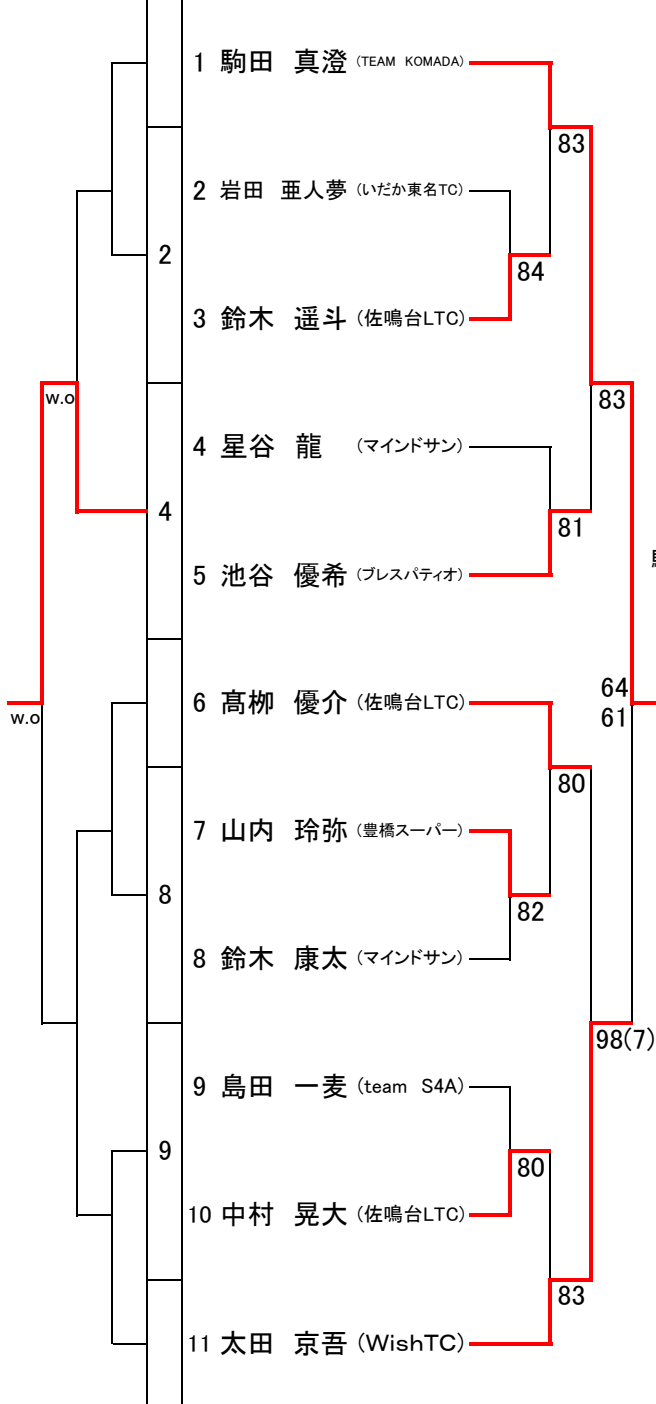 1 駒田 真澄 (TEAM KOMADA)
83
2 岩田 亜人夢 (いだか東名TC)
2
84
3 鈴木 遥斗 (佐鳴台LTC)
w.o
83
4 星谷 龍 (マインドサン)
4
81
5 池谷 優希 (ブレスパティオ)
6 髙栁 優介 (佐鳴台LTC)
64
w.o
61
80
7 山内 玲弥 (豊橋スーパー)
8
82
8 鈴木 康太 (マインドサン)
98(7)
9 島田 一麦 (team S4A)
9
80
10 中村 晃大 (佐鳴台LTC)
83
11 太田 京吾 (WishTC)